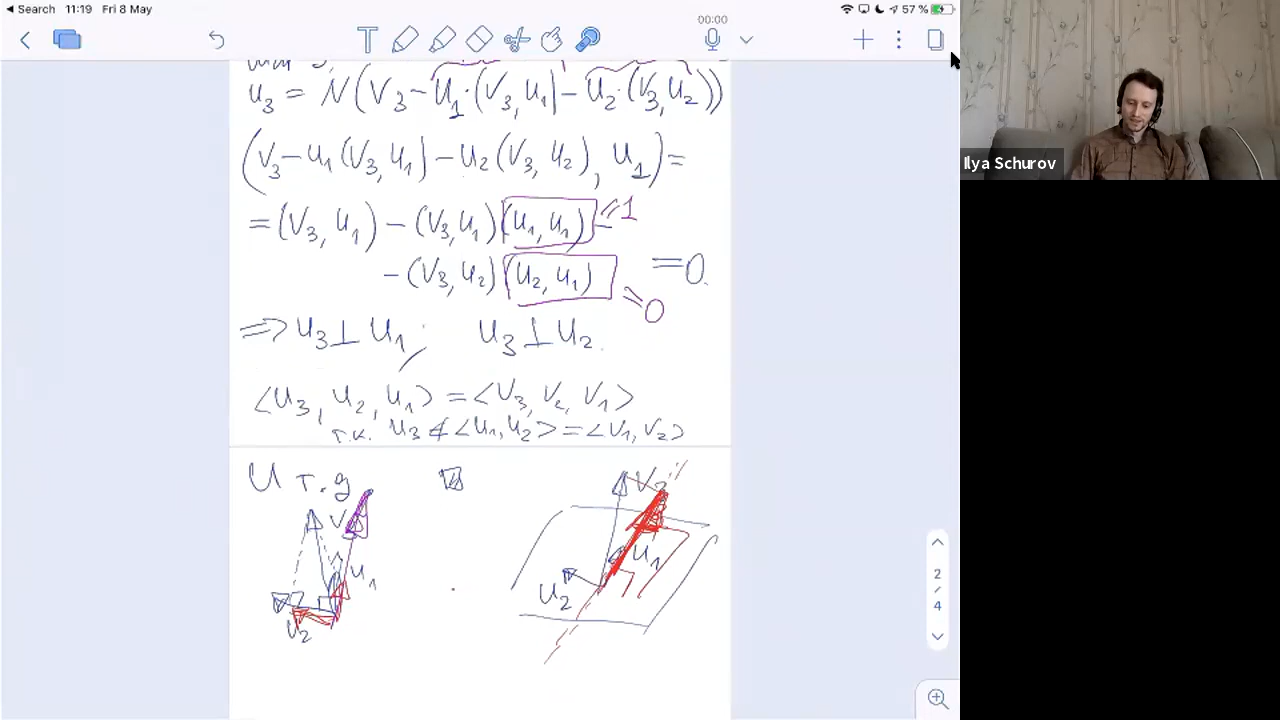 Search 11:19 Fri 8 May 57 %
00:00
u₃ = N(V₃ − u₁·(V₃, u₁) − u₂·(V₃, u₂))
(V₃ − u₁(V₃, u₁) − u₂(V₃, u₂), u₁) =
= (V₃, u₁) − (V₃, u₁)(u₁, u₁) − =1
− (V₃, u₂)(u₂, u₁) =0 =0.
=> u₃ ⊥ u₁; u₃ ⊥ u₂.
<u₃, u₂, u₁> = <V₃, V₂, V₁>
т.к. u₃ ∉ <u₁, u₂> = <V₁, V₂>
И т.д
V₃
V
u₁
u₂
u₁
u₂
2
/
4
Ilya Schurov